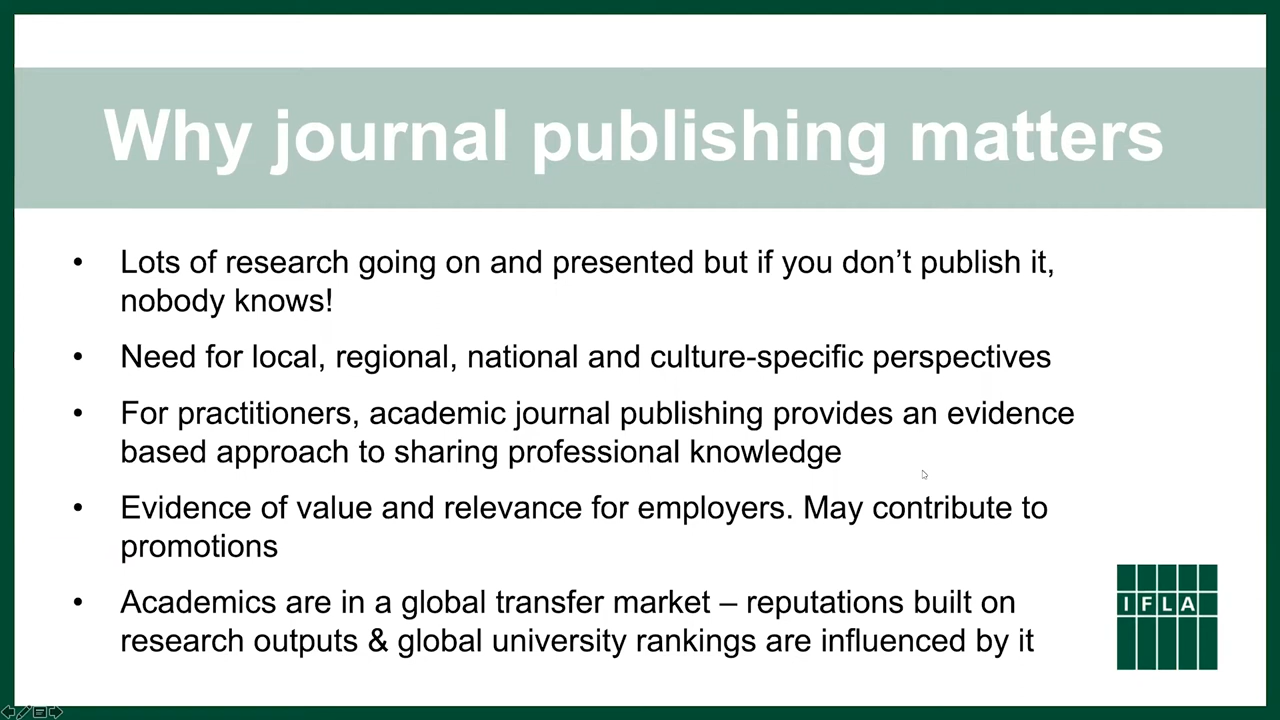 Why journal publishing matters
• Lots of research going on and presented but if you don’t publish it,
nobody knows!
• Need for local, regional, national and culture-specific perspectives
• For practitioners, academic journal publishing provides an evidence
based approach to sharing professional knowledge
• Evidence of value and relevance for employers. May contribute to
promotions
• Academics are in a global transfer market – reputations built on
research outputs & global university rankings are influenced by it
IFLA